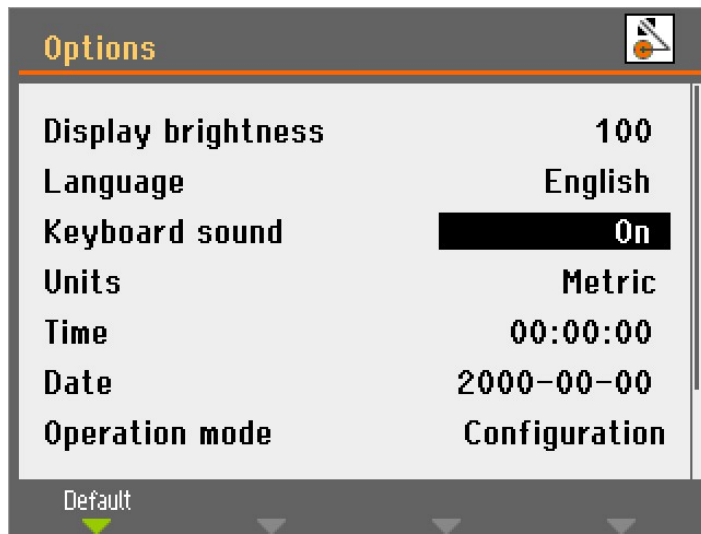 Options
Display brightness 100
Language English
Keyboard sound On
Units Metric
Time 00:00:00
Date 2000-00-00
Operation mode Configuration
Default